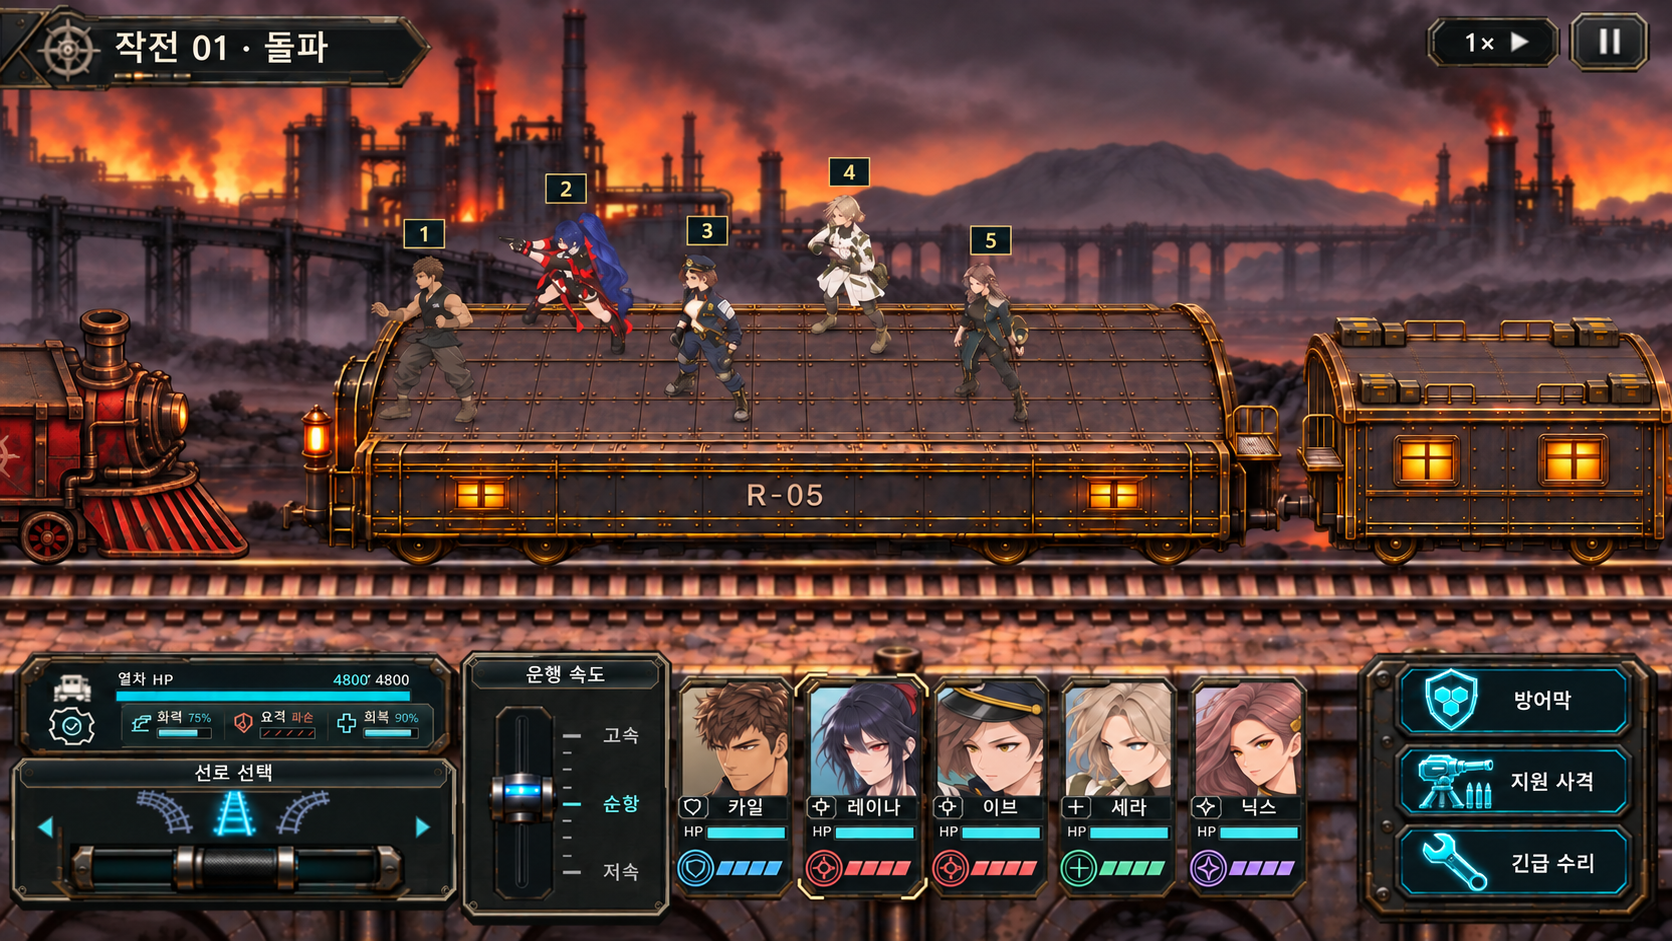 작전 01 · 돌파
1×
1
2
3
4
5
R-05
열차 HP 4800/ 4800
화력 75% 요격 파손 회복 90%
선로 선택
운행 속도
고속
순항
저속
카일
HP
레이나
HP
이브
HP
세라
HP
닉스
HP
방어막
지원 사격
긴급 수리